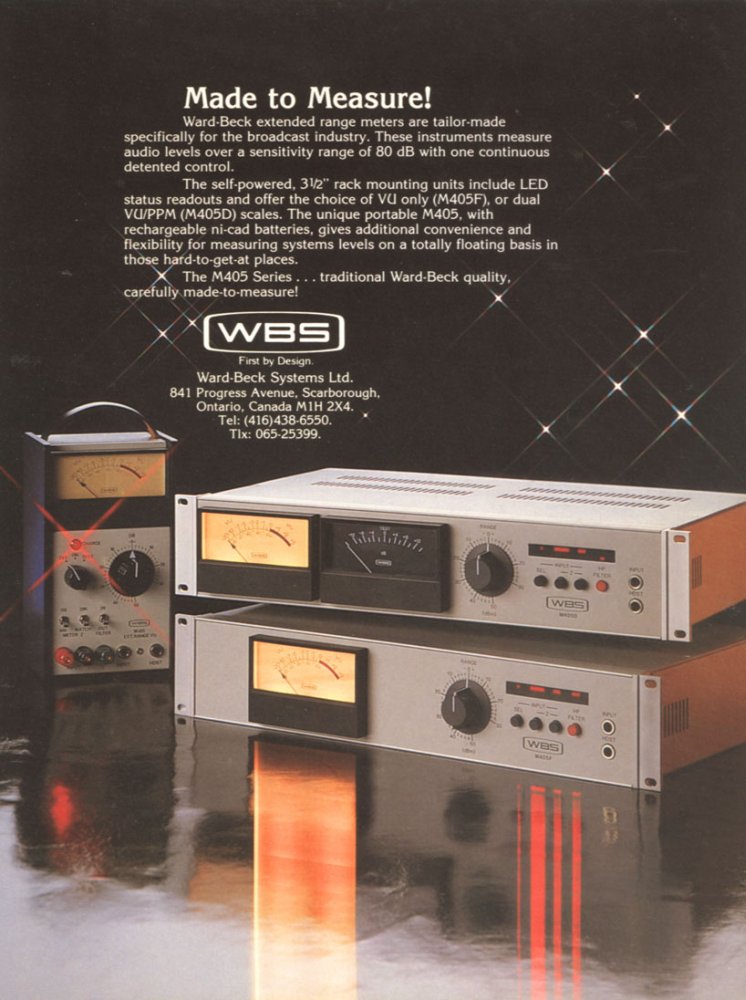 Made to Measure!
Ward-Beck extended range meters are tailor-made
specifically for the broadcast industry. These instruments measure
audio levels over a sensitivity range of 80 dB with one continuous
detented control.
The self-powered, 3½" rack mounting units include LED
status readouts and offer the choice of VU only (M405F), or dual
VU/PPM (M405D) scales. The unique portable M405, with
rechargeable ni-cad batteries, gives additional convenience and
flexibility for measuring systems levels on a totally floating basis in
those hard-to-get-at places.
The M405 Series . . . traditional Ward-Beck quality,
carefully made-to-measure!
WBS
First by Design.
Ward-Beck Systems Ltd.
841 Progress Avenue, Scarborough,
Ontario, Canada M1H 2X4.
Tel: (416)438-6550.
Tlx: 065-25399.
CHARGE
RANGE
INPUT
SEL
Z
HF
FILTER
INPUT
HDST
WBS
M405D
RANGE
INPUT
SEL
Z
HF
FILTER
INPUT
HDST
WBS
M405F
HDST